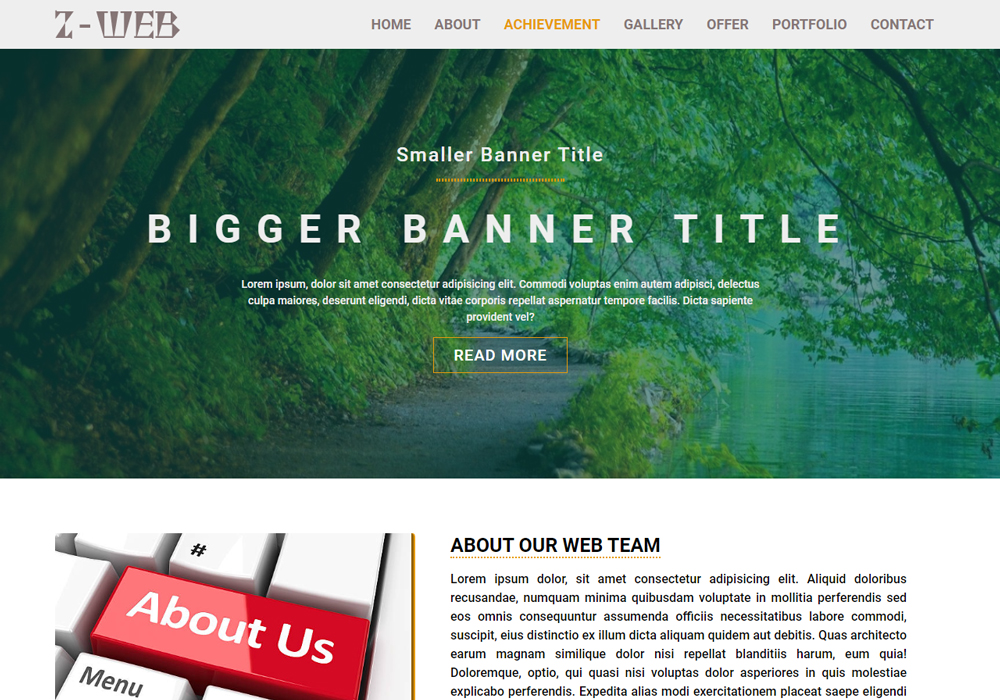 Z-WEB
HOME ABOUT ACHIEVEMENT GALLERY OFFER PORTFOLIO CONTACT
Smaller Banner Title
BIGGER BANNER TITLE
Lorem ipsum, dolor sit amet consectetur adipisicing elit. Commodi voluptas enim autem adipisci, delectus
culpa maiores, deserunt eligendi, dicta vitae corporis repellat aspernatur tempore facilis. Dicta sapiente
provident vel?
READ MORE
#
About Us
Menu
ABOUT OUR WEB TEAM
Lorem ipsum dolor, sit amet consectetur adipisicing elit. Aliquid doloribus
recusandae, numquam minima quibusdam voluptate in mollitia perferendis sed
eos omnis consequuntur assumenda officiis necessitatibus labore commodi,
suscipit, eius distinctio ex illum dicta aliquam quidem aut debitis. Quas architecto
earum magnam similique dolor nisi repellat blanditiis harum, eum quia!
Doloremque, optio, qui quasi nisi voluptas dolor asperiores in quis molestiae
explicabo perferendis. Expedita alias modi exercitationem placeat saepe eligendi